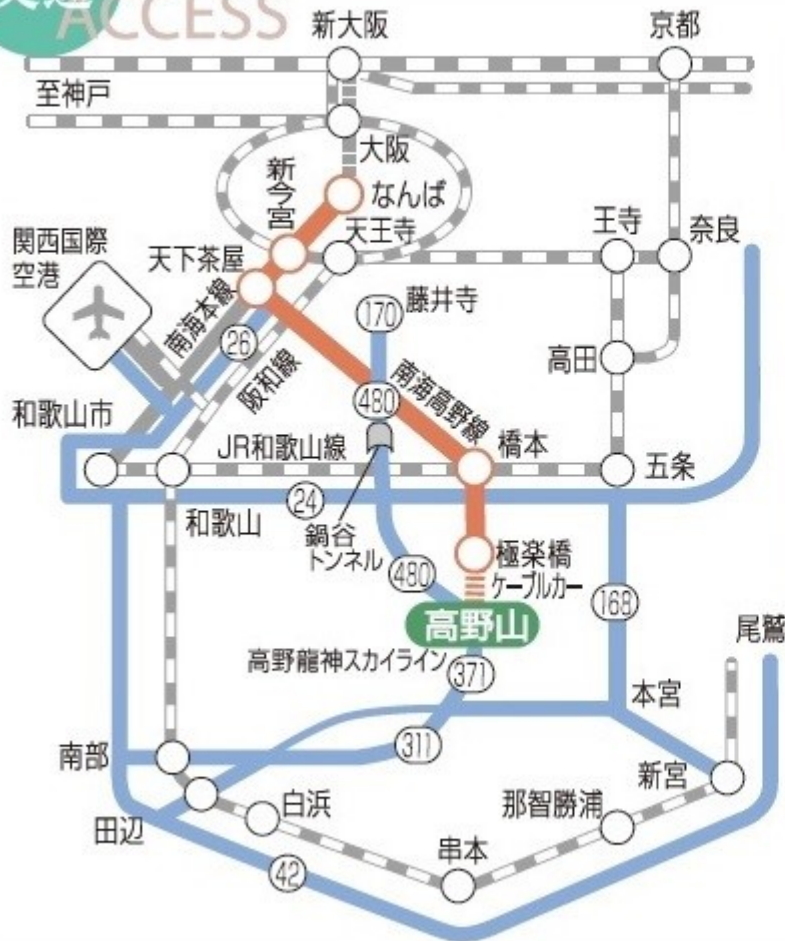 ACCESS
新大阪
京都
至神戸
大阪
新今宮
なんば
天王寺
王寺
奈良
関西国際
空港
天下茶屋
南海本線
26
阪和線
170
藤井寺
480
南海高野線
高田
和歌山市
JR和歌山線
橋本
五条
和歌山
24
鍋谷
トンネル
480
極楽橋
ケーブルカー
高野山
168
尾鷲
高野龍神スカイライン
371
本宮
311
南部
新宮
田辺
白浜
那智勝浦
串本
42